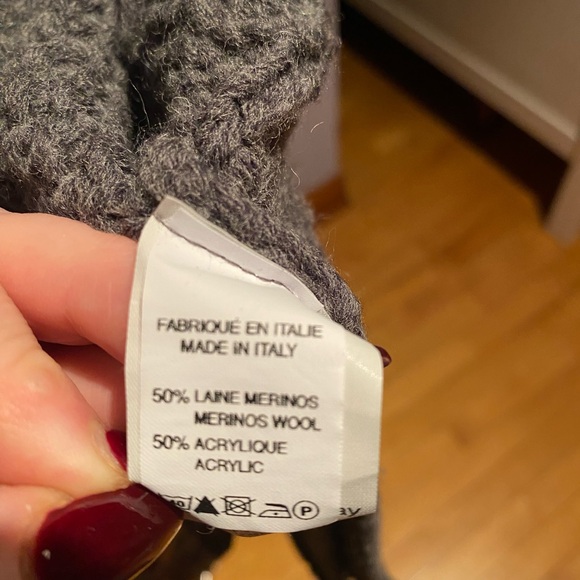 FABRIQUÉ EN ITALIE
MADE IN ITALY
50% LAINE MERINOS
MERINOS WOOL
50% ACRYLIQUE
ACRYLIC
P